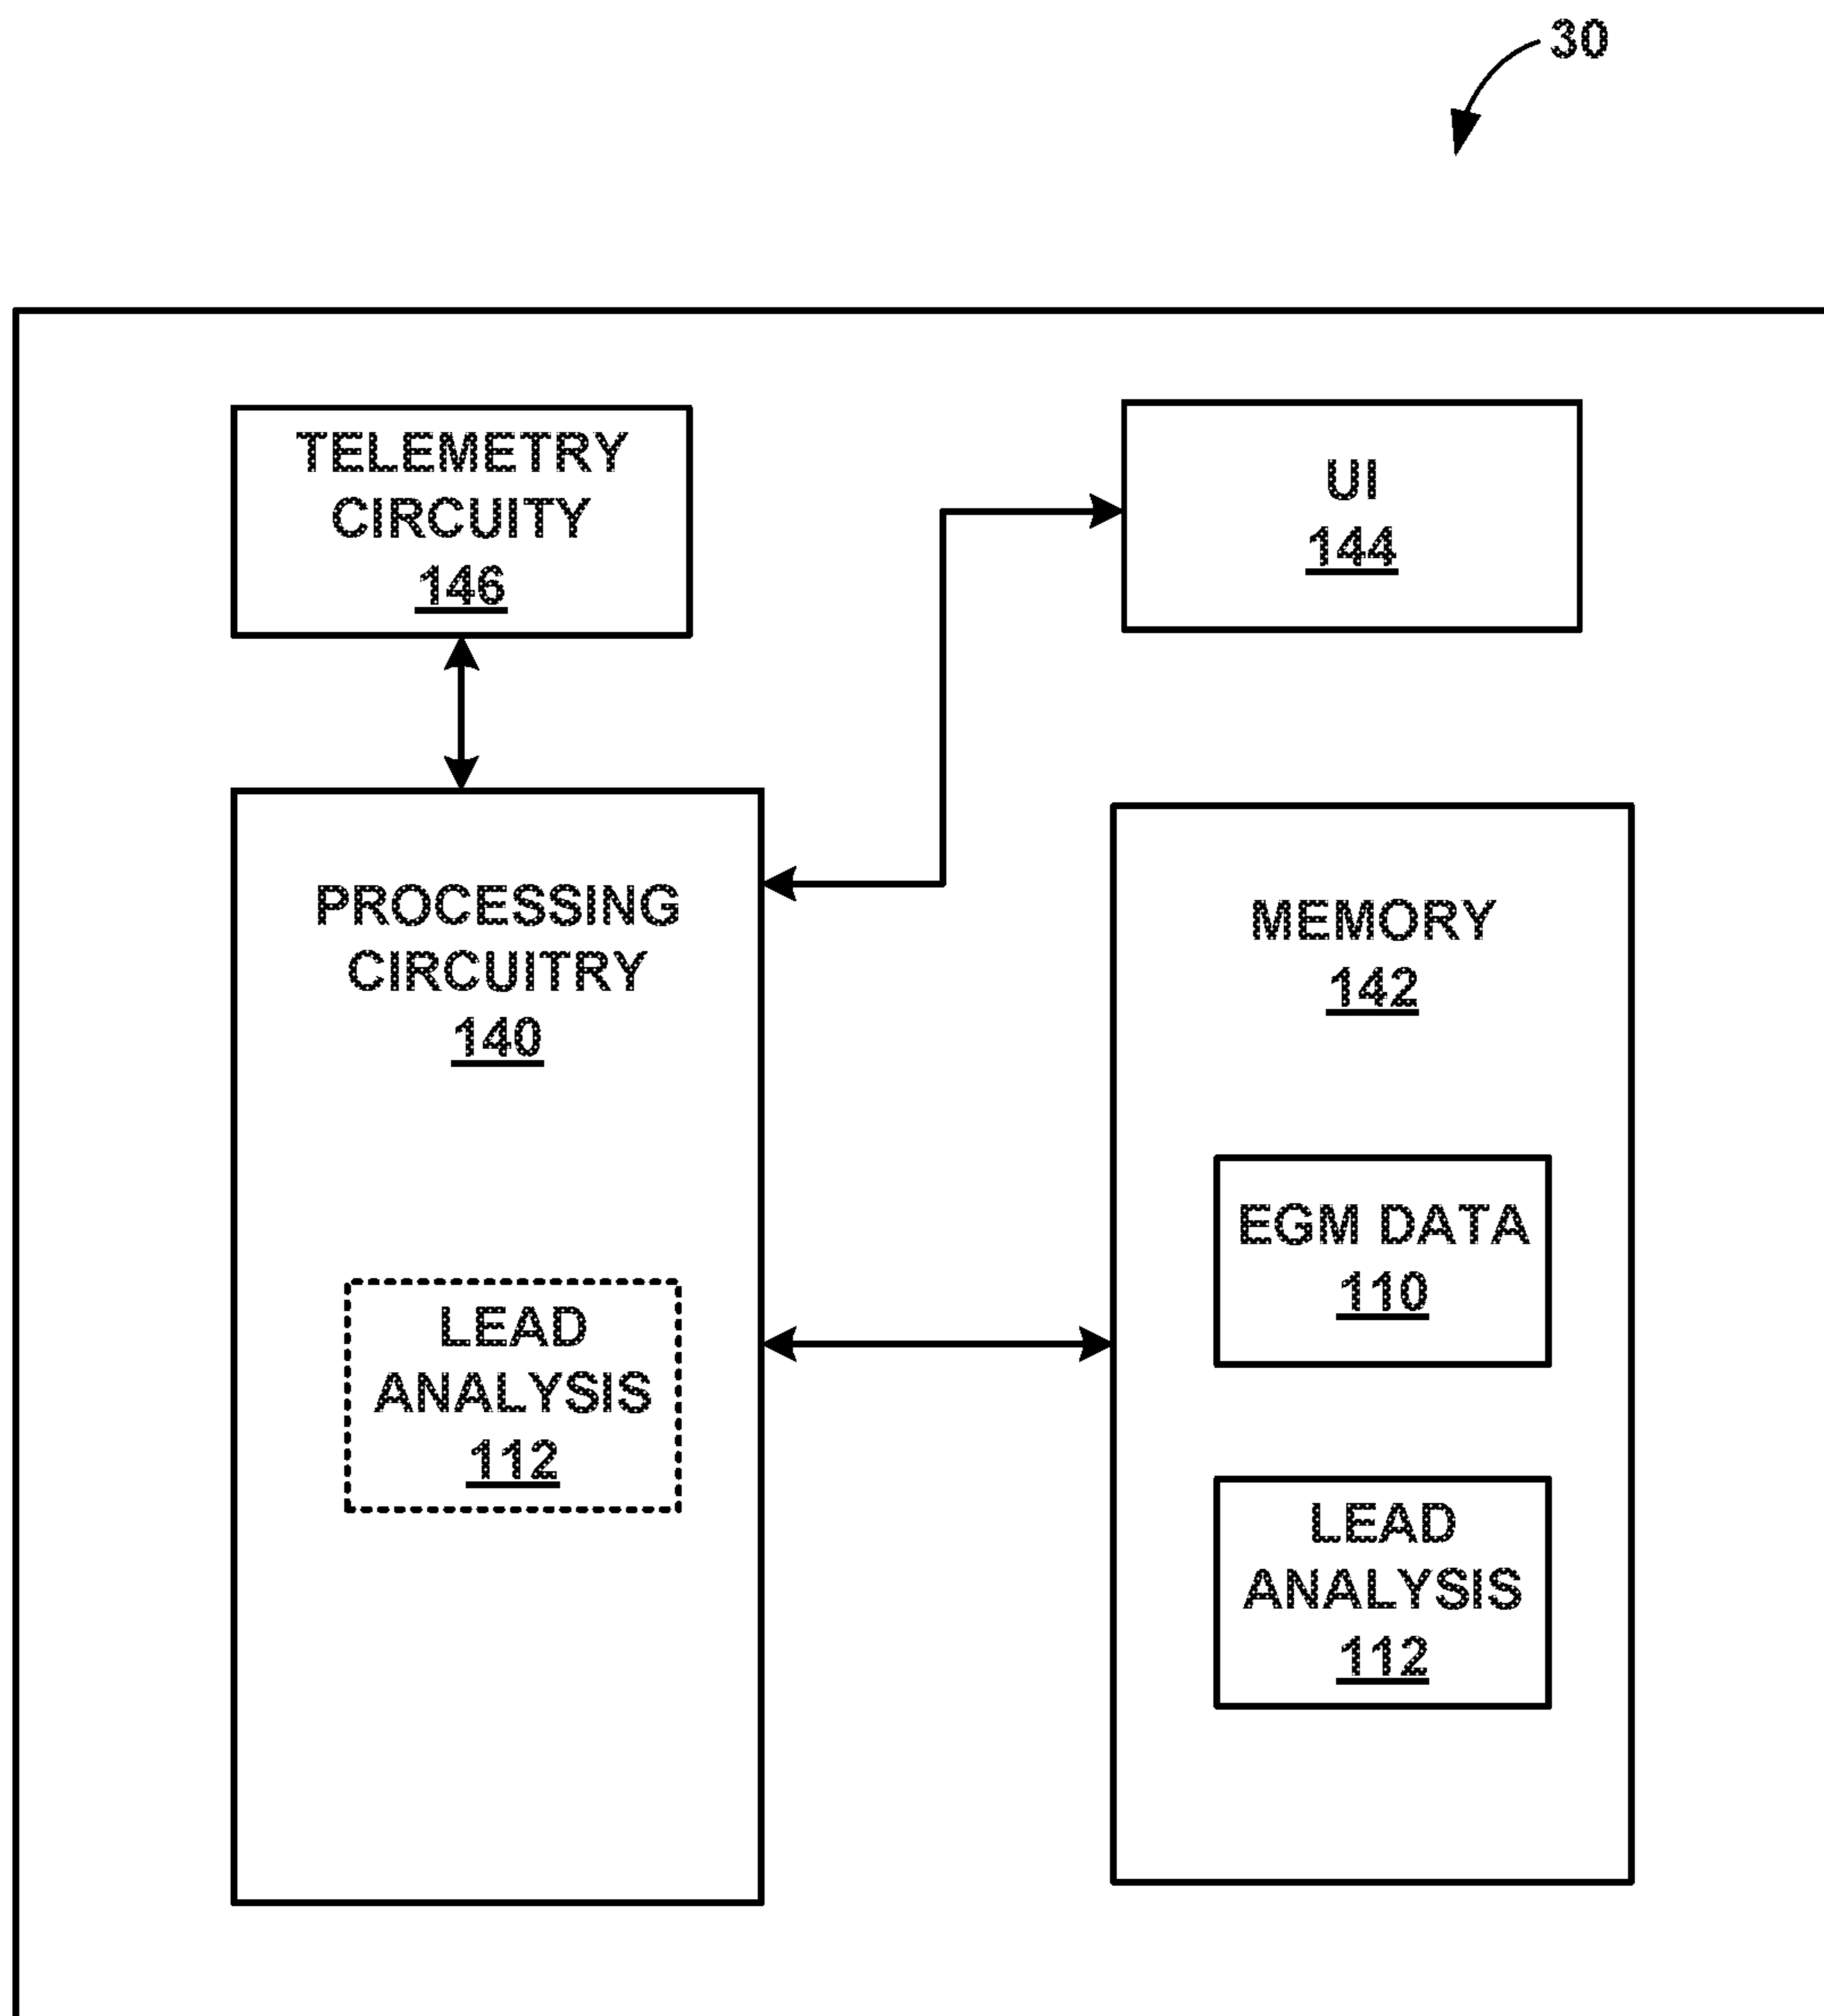 30
TELEMETRY
CIRCUITY
146
UI
144
PROCESSING
CIRCUITRY
140
LEAD
ANALYSIS
112
MEMORY
142
EGM DATA
110
LEAD
ANALYSIS
112